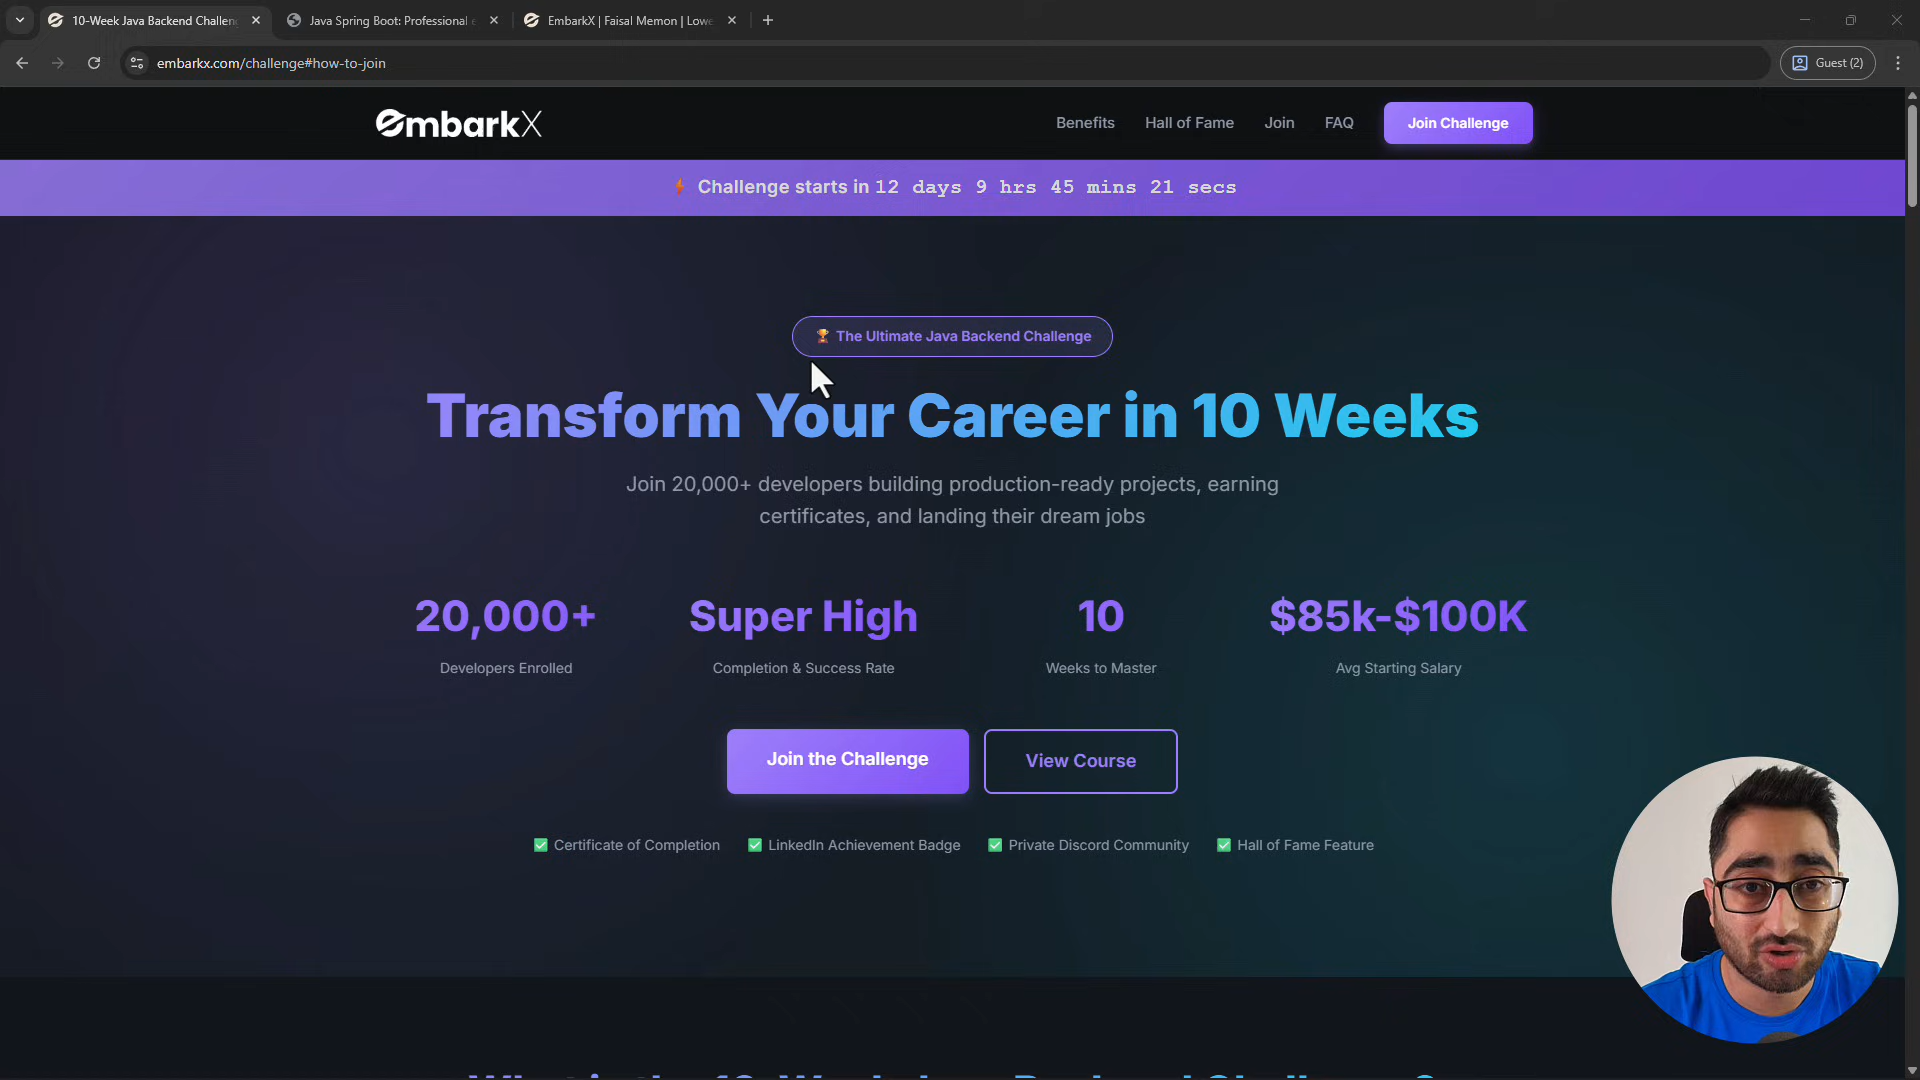 10-Week Java Backend Challen
Java Spring Boot: Professional e
EmbarkX | Faisal Memon | Lowe
embarkx.com/challenge#how-to-join
Guest (2)
EmbarkX
Benefits
Hall of Fame
Join
FAQ
Join Challenge
Challenge starts in 12 days 9 hrs 45 mins 21 secs
The Ultimate Java Backend Challenge
Transform Your Career in 10 Weeks
Join 20,000+ developers building production-ready projects, earning
certificates, and landing their dream jobs
20,000+
Developers Enrolled
Super High
Completion & Success Rate
10
Weeks to Master
$85k-$100K
Avg Starting Salary
Join the Challenge
View Course
Certificate of Completion
LinkedIn Achievement Badge
Private Discord Community
Hall of Fame Feature